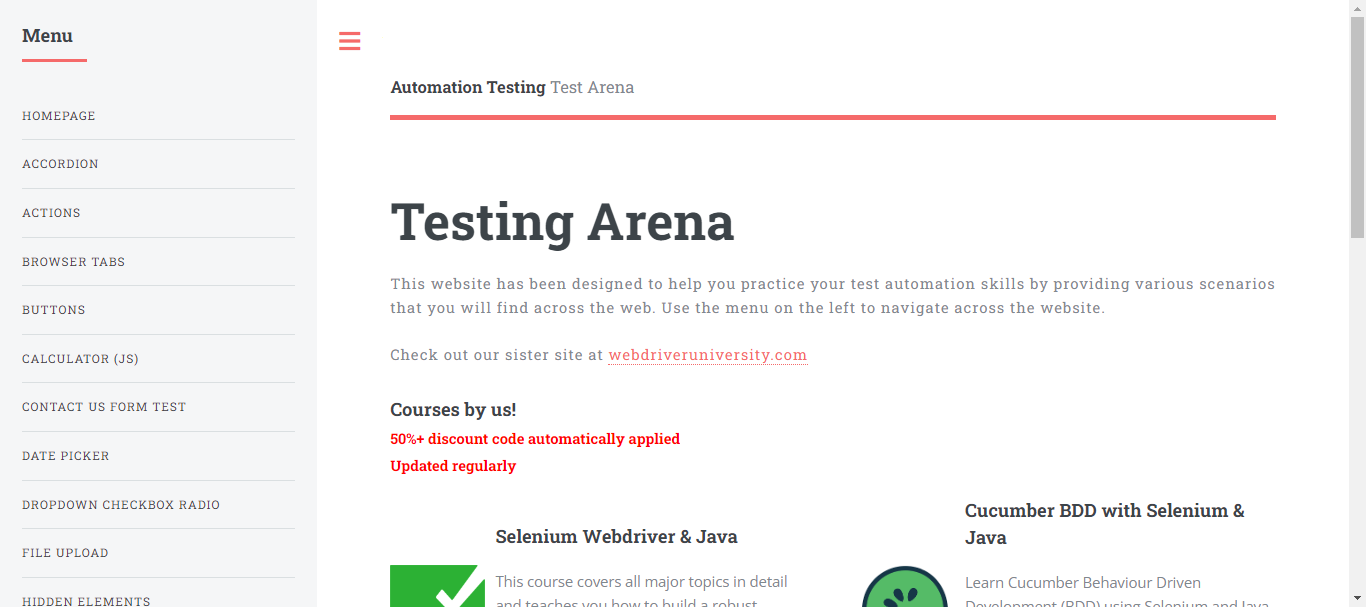 Menu
HOMEPAGE
ACCORDION
ACTIONS
BROWSER TABS
BUTTONS
CALCULATOR (JS)
CONTACT US FORM TEST
DATE PICKER
DROPDOWN CHECKBOX RADIO
FILE UPLOAD
HIDDEN ELEMENTS
Automation Testing Test Arena
Testing Arena
This website has been designed to help you practice your test automation skills by providing various scenarios
that you will find across the web. Use the menu on the left to navigate across the website.
Check out our sister site at webdriveruniversity.com
Courses by us!
50%+ discount code automatically applied
Updated regularly
Selenium Webdriver & Java
This course covers all major topics in detail
and teaches you how to build a robust
Cucumber BDD with Selenium &
Java
Learn Cucumber Behaviour Driven
Development (BDD) using Selenium and Java